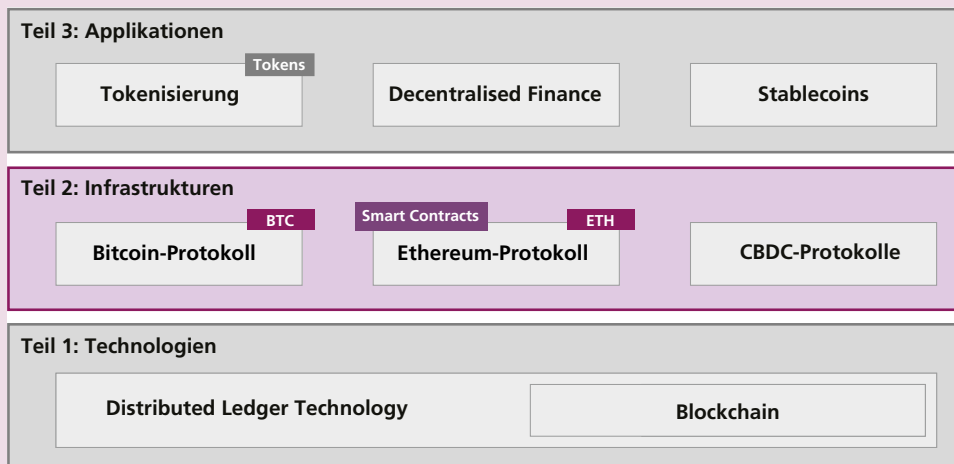 Teil 3: Applikationen
Tokens
Tokenisierung
Decentralised Finance
Stablecoins
Teil 2: Infrastrukturen
BTC
Smart Contracts
ETH
Bitcoin-Protokoll
Ethereum-Protokoll
CBDC-Protokolle
Teil 1: Technologien
Distributed Ledger Technology
Blockchain